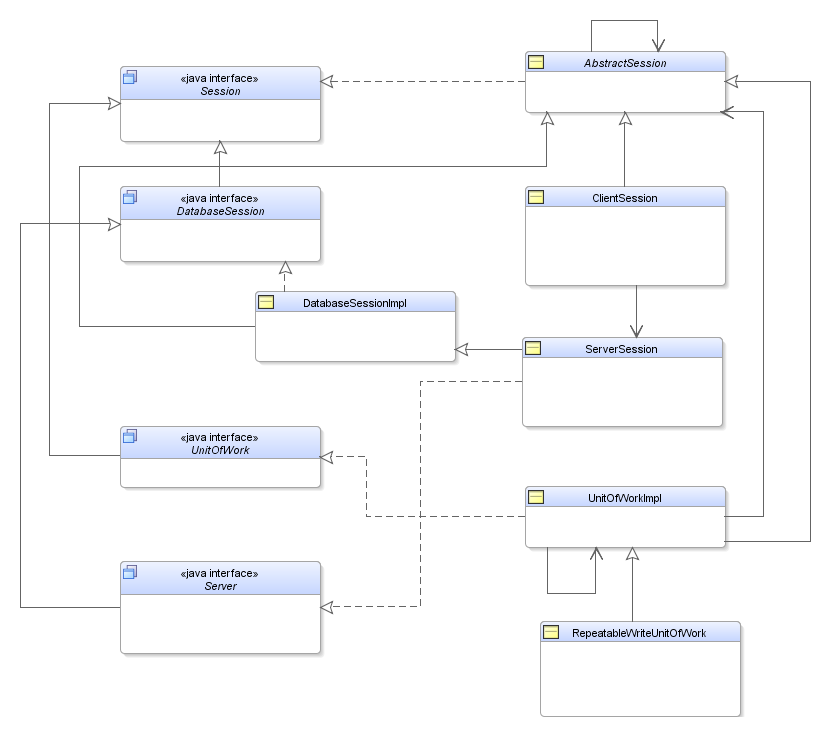 «java interface»
Session
AbstractSession
«java interface»
DatabaseSession
ClientSession
DatabaseSessionImpl
ServerSession
«java interface»
UnitOfWork
UnitOfWorkImpl
«java interface»
Server
RepeatableWriteUnitOfWork